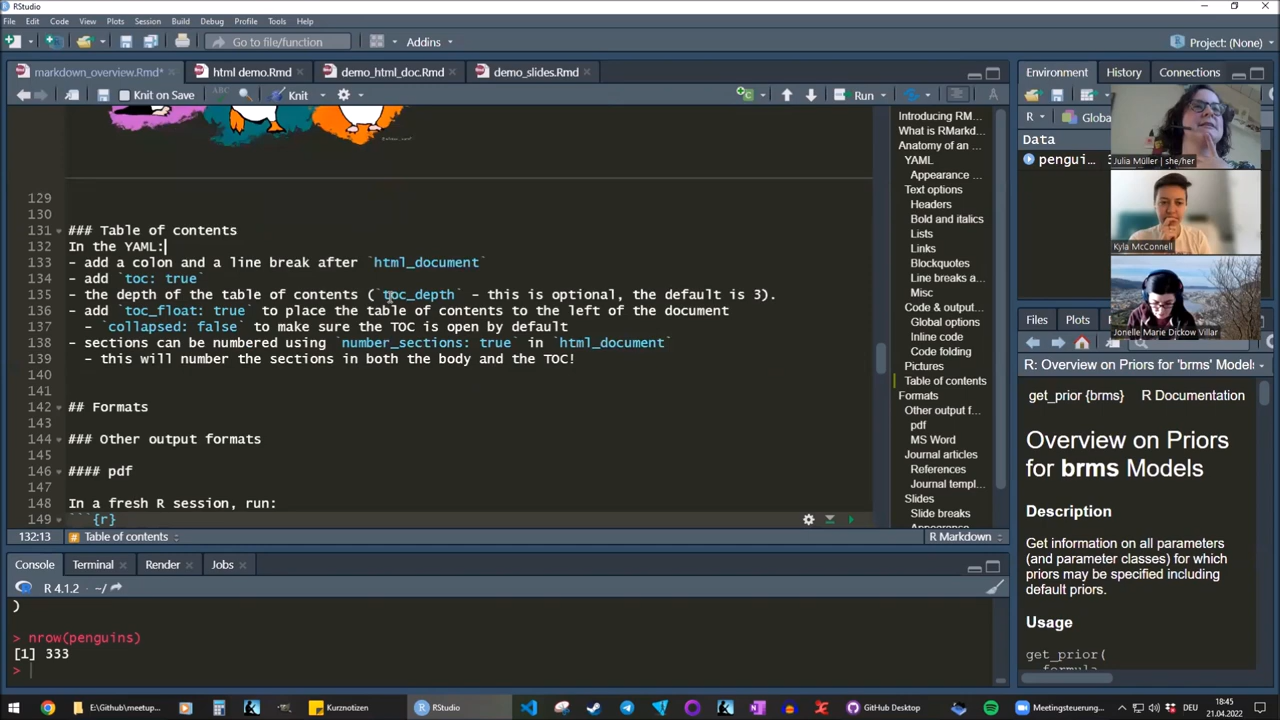 RStudio
File Edit Code View Plots Session Build Debug Profile Tools Help
Go to file/function Addins Project: (None)
markdown_overview.Rmd* html demo.Rmd demo_html_doc.Rmd demo_slides.Rmd
Knit on Save ABC Knit Run
129
130
131 ### Table of contents
132 In the YAML:
133 - add a colon and a line break after `html_document`
134 - add `toc: true`
135 - the depth of the table of contents (`toc_depth` - this is optional, the default is 3).
136 - add `toc_float: true` to place the table of contents to the left of the document
137 - `collapsed: false` to make sure the TOC is open by default
138 - sections can be numbered using `number_sections: true` in `html_document`
139 - this will number the sections in both the body and the TOC!
140
141
142 ## Formats
143
144 ### Other output formats
145
146 #### pdf
147
148 In a fresh R session, run:
149 ```{r}
132:13 Table of contents R Markdown
Introducing RM...
What is RMarkd...
Anatomy of an ...
YAML
Appearance ...
Text options
Headers
Bold and italics
Lists
Links
Blockquotes
Line breaks a...
Misc
Code & output...
Global options
Inline code
Code folding
Pictures
Table of contents
Formats
Other output f...
pdf
MS Word
Journal articles
References
Journal templ...
Slides
Slide breaks
Appearance
Console Terminal Render Jobs
R 4.1.2 · ~/
)
> nrow(penguins)
[1] 333
>
Environment History Connections
R Globa
Data
pengui... 3
Julia Müller | she/her
Kyla McConnell
Jonelle Marie Dickow Villar
Files Plots
R: Overview on Priors for 'brms' Models
get_prior {brms} R Documentation
Overview on Priors
for brms Models
Description
Get information on all parameters
(and parameter classes) for which
priors may be specified including
default priors.
Usage
get_prior(
formula,
E:\Github\meetup... Kurznotizen RStudio GitHub Desktop Meetingsteuerung... DEU 18:45
21.04.2022